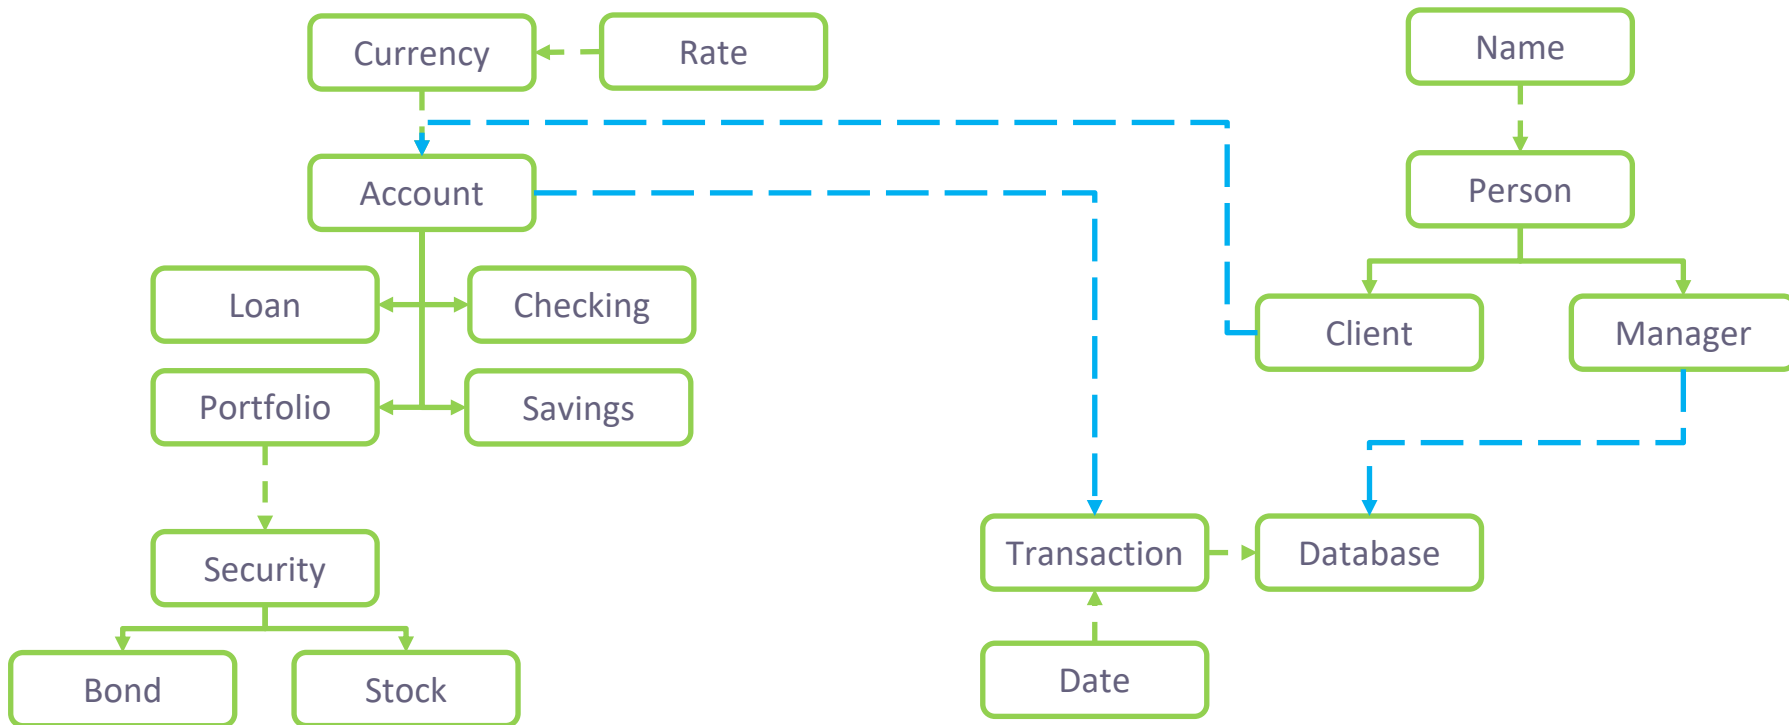 Currency
Rate
Name
Account
Person
Loan
Checking
Client
Manager
Portfolio
Savings
Security
Transaction
Database
Bond
Stock
Date